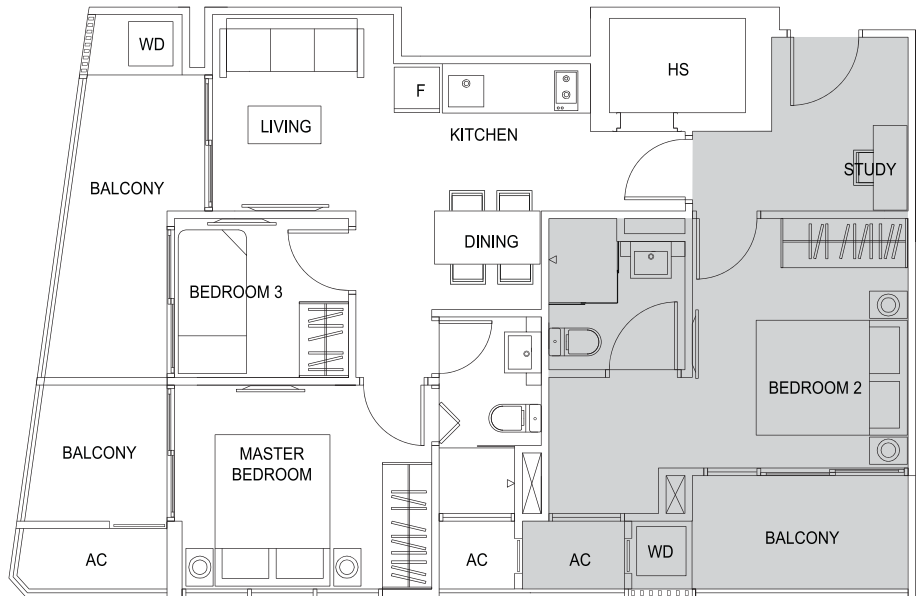 WD
HS
F
LIVING
KITCHEN
STUDY
BALCONY
DINING
BEDROOM 3
BEDROOM 2
BALCONY
MASTER
BEDROOM
BALCONY
WD
AC
AC
AC